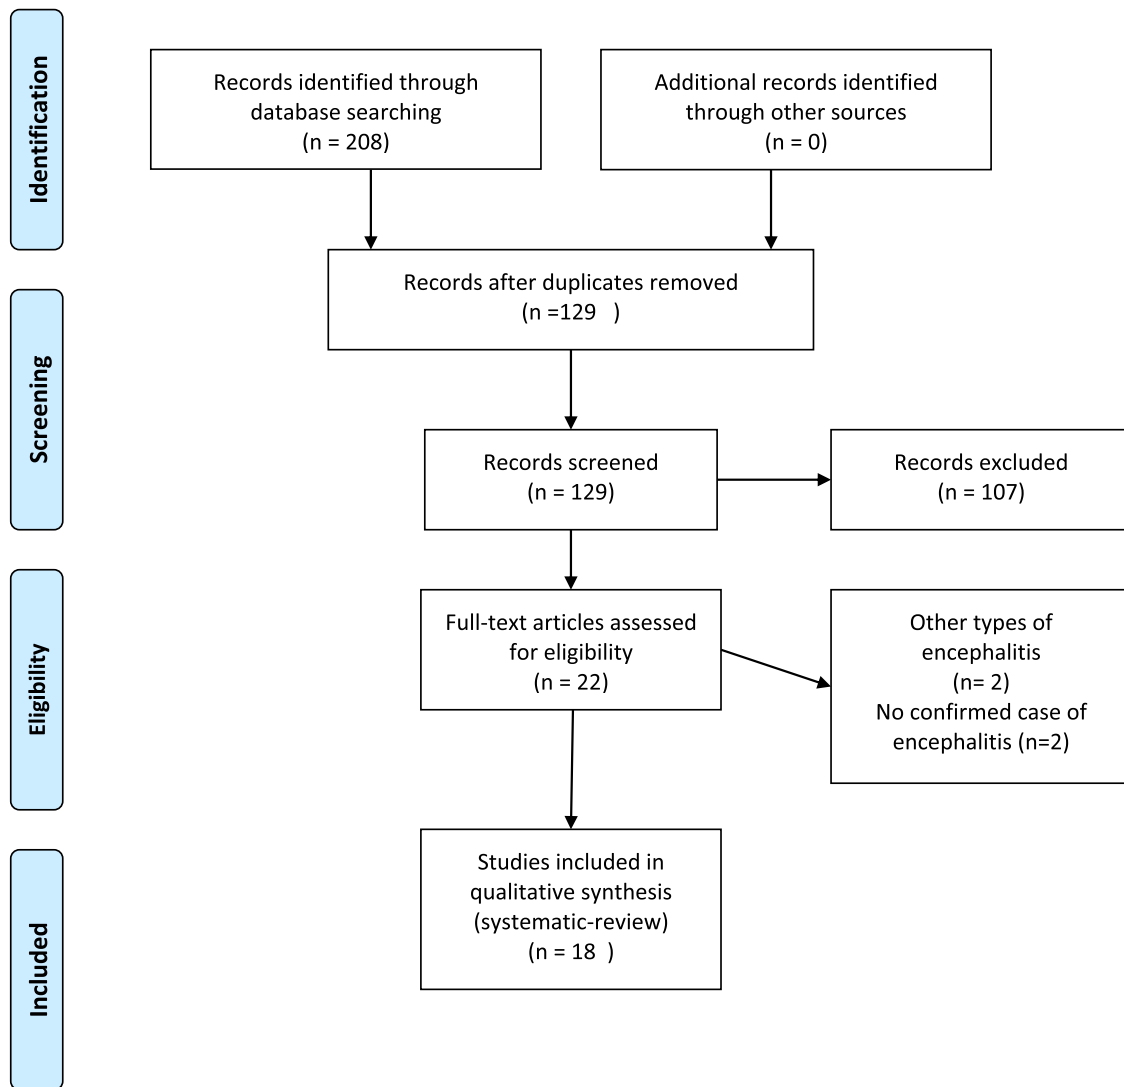 Identification
Records identified through
database searching
(n = 208)
Additional records identified
through other sources
(n = 0)
Records after duplicates removed
(n =129   )
Screening
Records screened
(n = 129)
Records excluded
(n = 107)
Eligibility
Full-text articles assessed
for eligibility
(n = 22)
Other types of
encephalitis
(n= 2)
No confirmed case of
encephalitis (n=2)
Included
Studies included in
qualitative synthesis
(systematic-review)
(n = 18  )